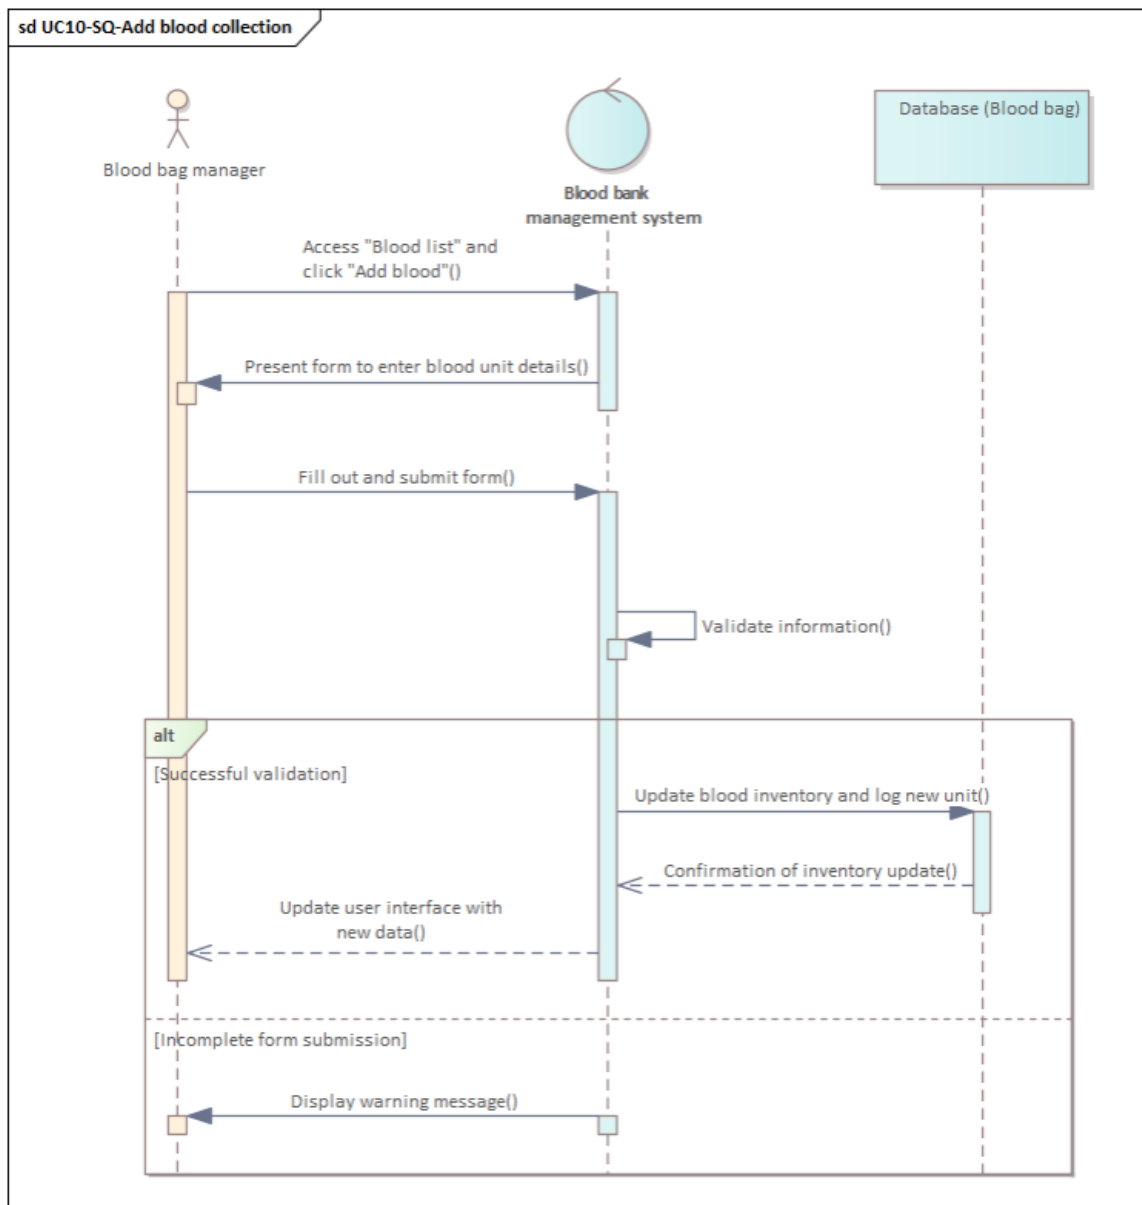 sd UC10-SQ-Add blood collection
Blood bag manager
Blood bank
management system
Database (Blood bag)
Access "Blood list" and
click "Add blood"()
Present form to enter blood unit details()
Fill out and submit form()
Validate information()
alt
[Successful validation]
Update blood inventory and log new unit()
Confirmation of inventory update()
Update user interface with
new data()
[Incomplete form submission]
Display warning message()